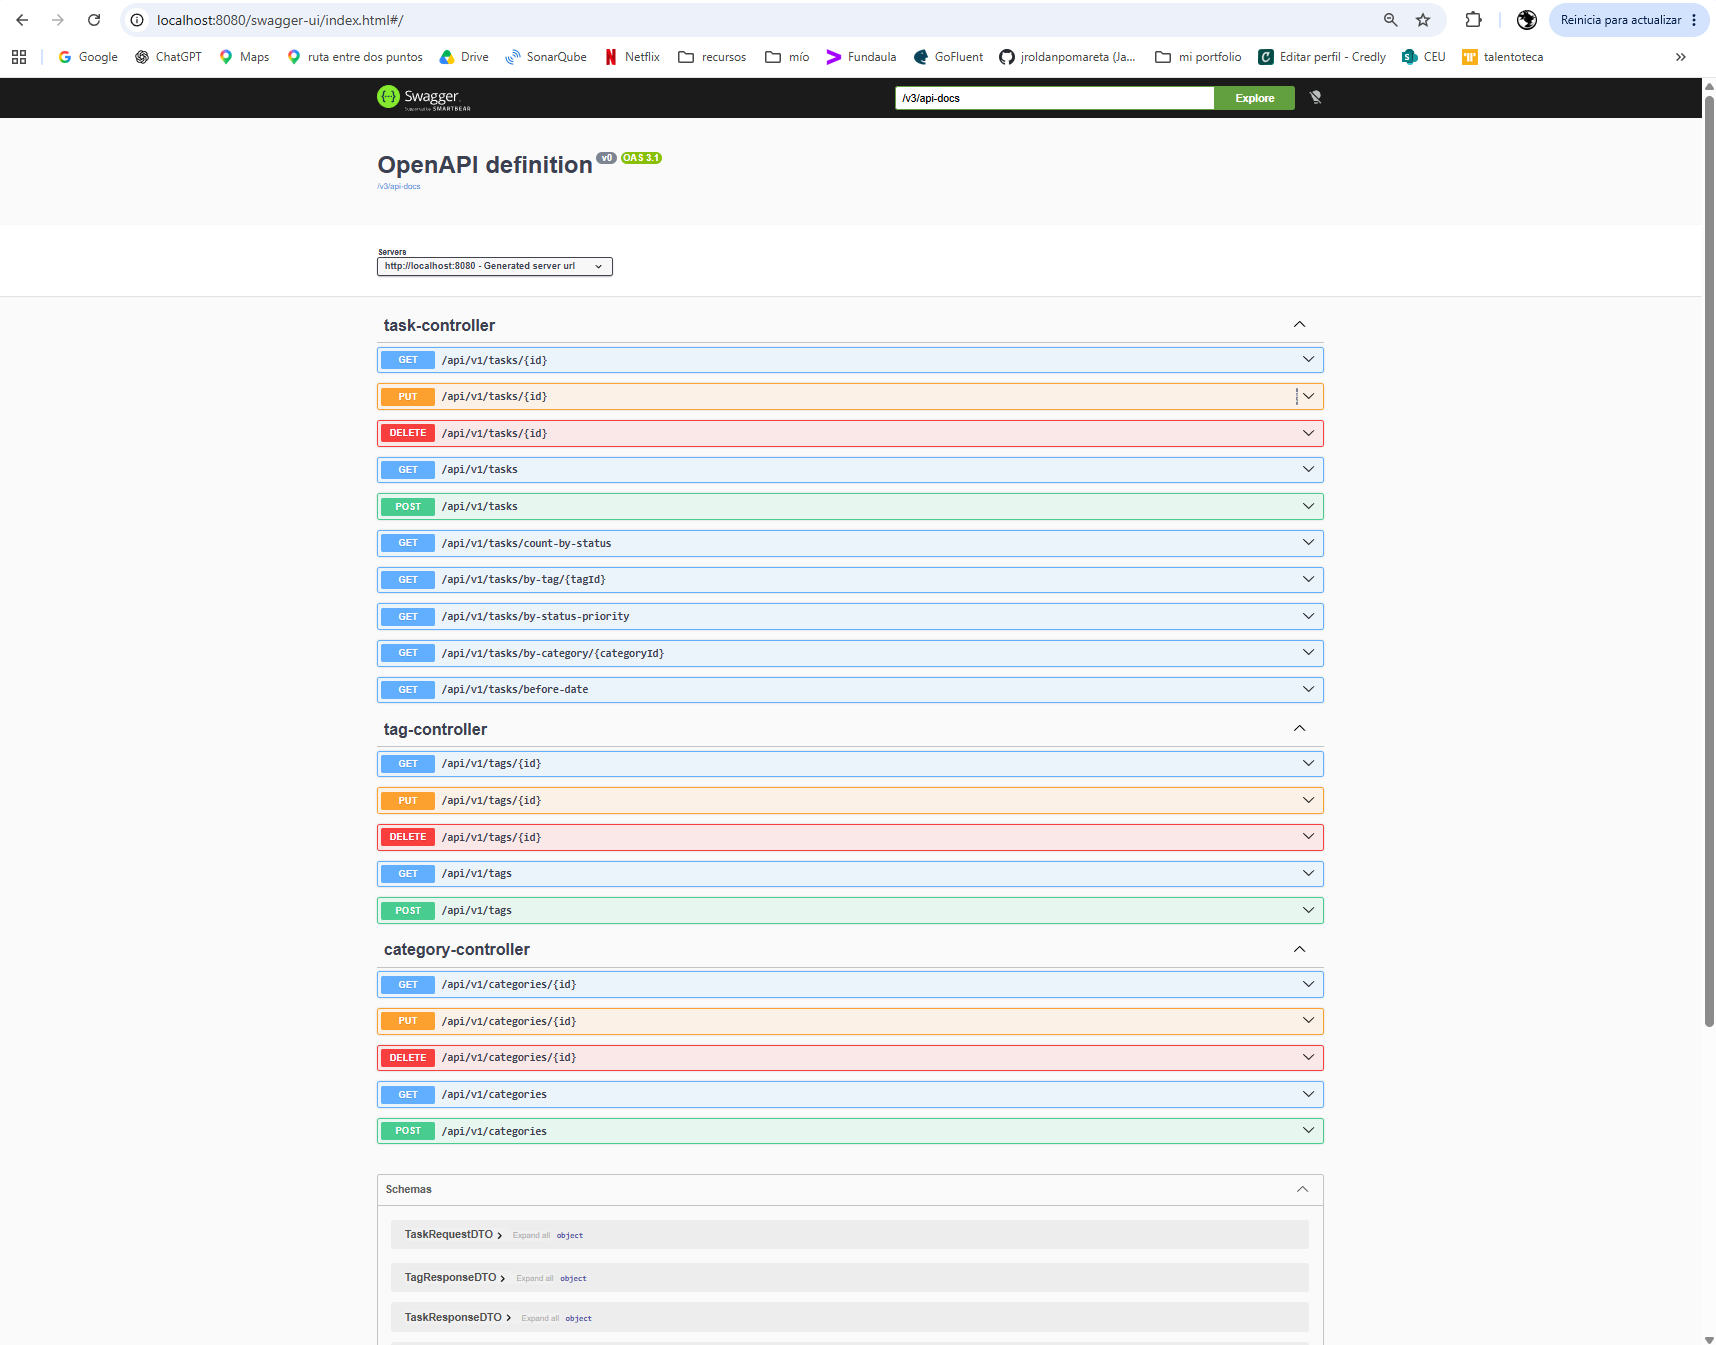 localhost:8080/swagger-ui/index.html#/
Reinicia para actualizar
Google ChatGPT Maps ruta entre dos puntos Drive SonarQube Netflix recursos mío Fundaula GoFluent jroldanpomareta (Ja... mi portfolio Editar perfil - Credly CEU talentoteca
Swagger
Supported by SMARTBEAR
/v3/api-docs
Explore
OpenAPI definition v0 OAS 3.1
/v3/api-docs
Servers
http://localhost:8080 - Generated server url
task-controller
GET /api/v1/tasks/{id}
PUT /api/v1/tasks/{id}
DELETE /api/v1/tasks/{id}
GET /api/v1/tasks
POST /api/v1/tasks
GET /api/v1/tasks/count-by-status
GET /api/v1/tasks/by-tag/{tagId}
GET /api/v1/tasks/by-status-priority
GET /api/v1/tasks/by-category/{categoryId}
GET /api/v1/tasks/before-date
tag-controller
GET /api/v1/tags/{id}
PUT /api/v1/tags/{id}
DELETE /api/v1/tags/{id}
GET /api/v1/tags
POST /api/v1/tags
category-controller
GET /api/v1/categories/{id}
PUT /api/v1/categories/{id}
DELETE /api/v1/categories/{id}
GET /api/v1/categories
POST /api/v1/categories
Schemas
TaskRequestDTO Expand all object
TagResponseDTO Expand all object
TaskResponseDTO Expand all object